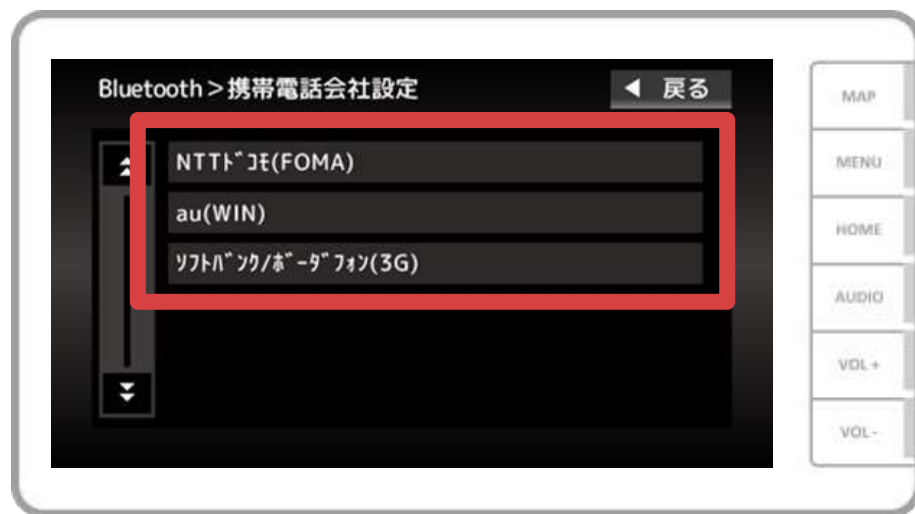 Bluetooth＞携帯電話会社設定
◀ 戻る
NTTﾄﾞｺﾓ(FOMA)
au(WIN)
ｿﾌﾄﾊﾞﾝｸ/ﾎﾞｰﾀﾞﾌｫﾝ(3G)
MAP
MENU
HOME
AUDIO
VOL+
VOL-